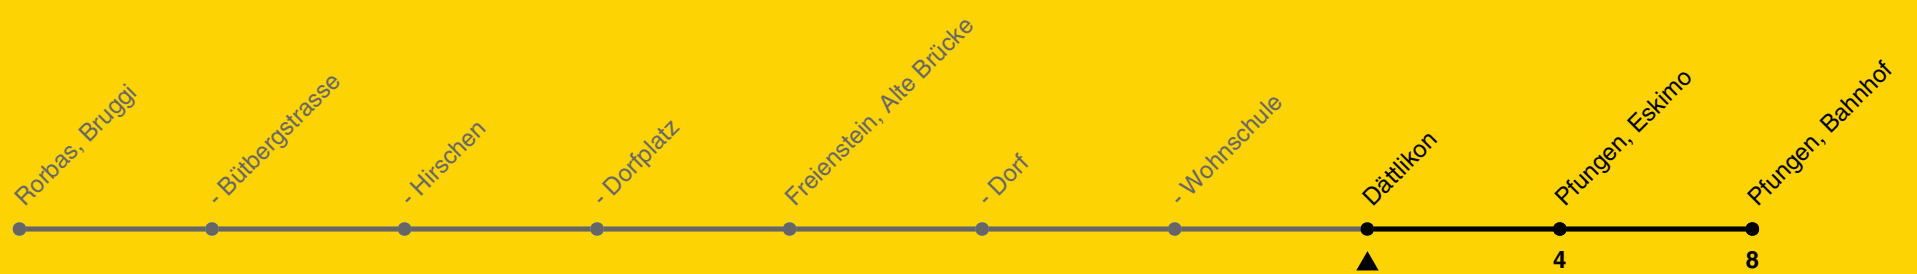 Rorbas, Bruggi
- Bütbergstrasse
- Hirschen
- Dorfplatz
Freienstein, Alte Brücke
- Dorf
- Wohnschule
Dättlikon
Pfungen, Eskimo
Pfungen, Bahnhof
4
8